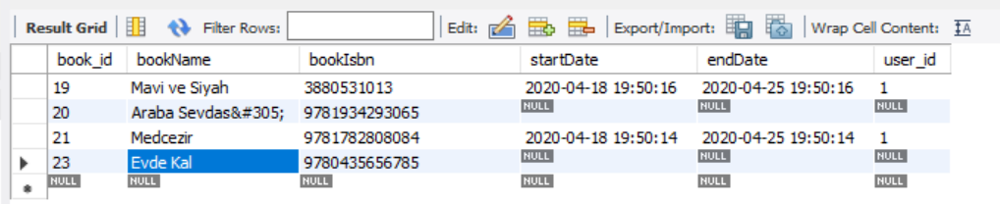 Result Grid Filter Rows: Edit: Export/Import: Wrap Cell Content: IA
book_id bookName bookIsbn startDate endDate user_id
19 Mavi ve Siyah 3880531013 2020-04-18 19:50:16 2020-04-25 19:50:16 1
20 Araba Sevdas&#305; 9781934293065 NULL NULL NULL
21 Medcezir 9781782808084 2020-04-18 19:50:14 2020-04-25 19:50:14 1
23 Evde Kal 9780435656785 NULL NULL NULL
NULL NULL NULL NULL NULL NULL